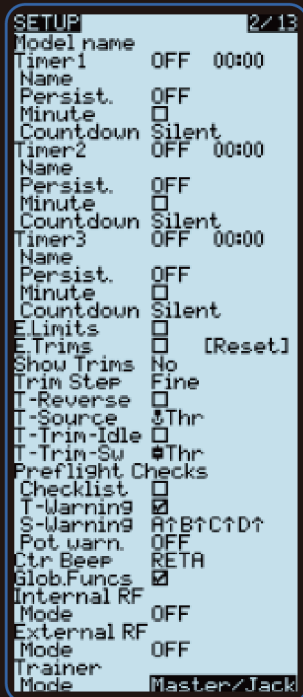 SETUP 2/13
Model name
Timer1 OFF 00:00
Name
Persist. OFF
Minute
Countdown Silent
Timer2 OFF 00:00
Name
Persist. OFF
Minute
Countdown Silent
Timer3 OFF 00:00
Name
Persist. OFF
Minute
Countdown Silent
E.Limits
E.Trims [Reset]
Show Trims No
Trim Step Fine
T-Reverse
T-Source Thr
T-Trim-Idle
T-Trim-Sw Thr
Preflight Checks
Checklist
T-Warning
S-Warning A↑B↑C↑D↑
Pot warn. OFF
Ctr Beep RETA
Glob.Funcs
Internal RF
Mode OFF
External RF
Mode OFF
Trainer
Mode Master/Jack